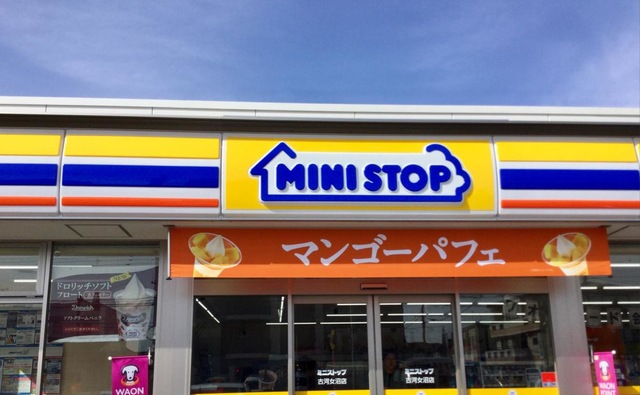 MINI STOP
マンゴーパフェ
ドロリッチソフト
フロート
ミニストップ
古河女沼店
ミニストップ
古河女沼店
WAON
WAON